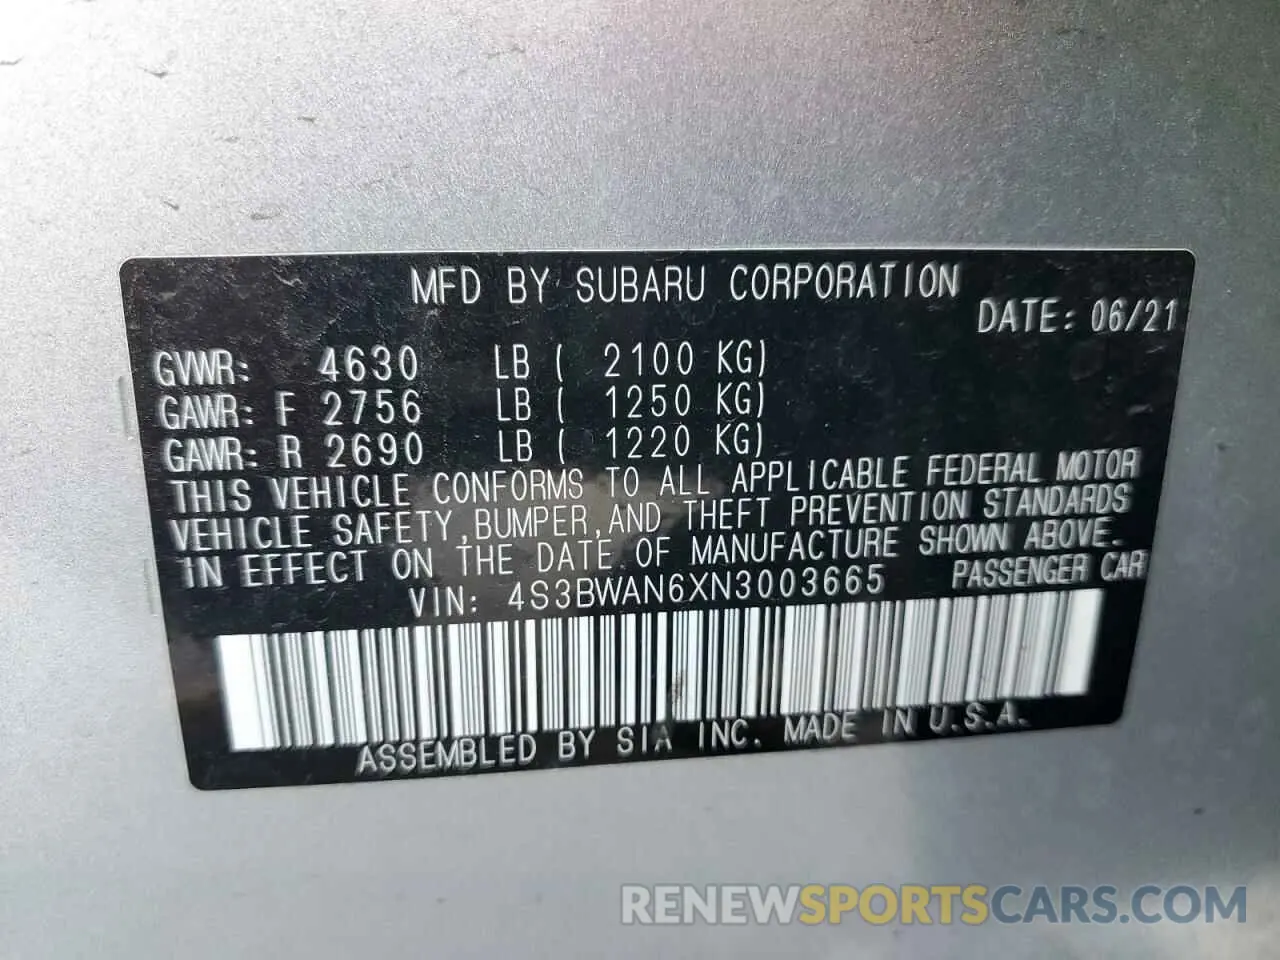 MFD BY SUBARU CORPORATION
DATE: 06/21
GVWR: 4630 LB ( 2100 KG)
GAWR: F 2756 LB ( 1250 KG)
GAWR: R 2690 LB ( 1220 KG)
THIS VEHICLE CONFORMS TO ALL APPLICABLE FEDERAL MOTOR
VEHICLE SAFETY,BUMPER,AND THEFT PREVENTION STANDARDS
IN EFFECT ON THE DATE OF MANUFACTURE SHOWN ABOVE.
VIN: 4S3BWAN6XN3003665 PASSENGER CAR
ASSEMBLED BY SIA INC. MADE IN U.S.A.
RENEWSPORTSCARS.COM